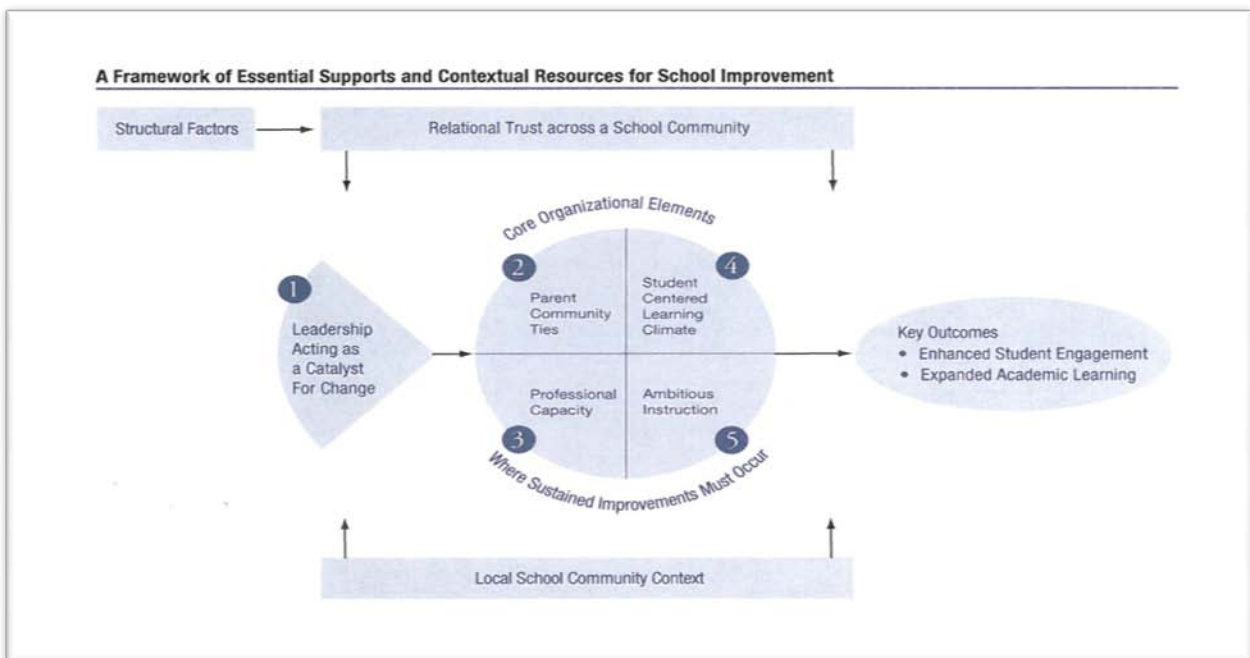 A Framework of Essential Supports and Contextual Resources for School Improvement
Structural Factors
Relational Trust across a School Community
Core Organizational Elements
1
Leadership
Acting as
a Catalyst
For Change
2
Parent
Community
Ties
4
Student
Centered
Learning
Climate
3
Professional
Capacity
5
Ambitious
Instruction
Where Sustained Improvements Must Occur
Key Outcomes
• Enhanced Student Engagement
• Expanded Academic Learning
Local School Community Context